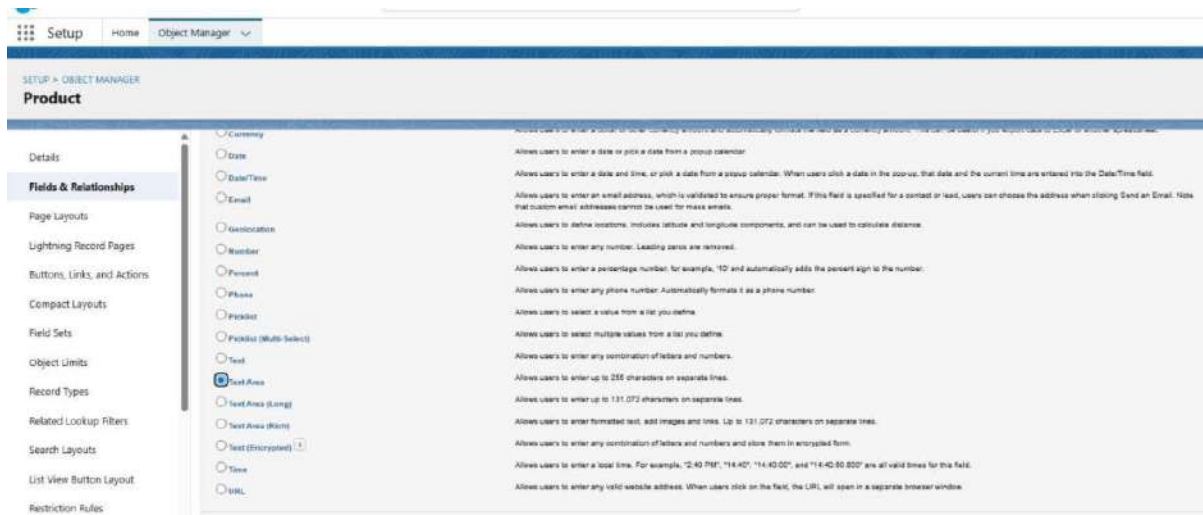 Setup Home Object Manager
SETUP > OBJECT MANAGER
Product
Details
Fields & Relationships
Page Layouts
Lightning Record Pages
Buttons, Links, and Actions
Compact Layouts
Field Sets
Object Limits
Record Types
Related Lookup Filters
Search Layouts
List View Button Layout
Restriction Rules
Currency
Date Allows users to enter a date or pick a date from a popup calendar.
Date/Time Allows users to enter a date and time, or pick a date from a popup calendar. When users click a date in the pop-up, that date and the current time are entered into the Date/Time field.
Email Allows users to enter an email address, which is validated to ensure proper format. If this field is specified for a contact or lead, users can choose the address when clicking Send an Email. Note
that custom email addresses cannot be used for mass emails.
Geolocation Allows users to define locations. Includes latitude and longitude components, and can be used to calculate distance.
Number Allows users to enter any number. Leading zeros are removed.
Percent Allows users to enter a percentage number, for example, '10' and automatically adds the percent sign to the number.
Phone Allows users to enter any phone number. Automatically formats it as a phone number.
Picklist Allows users to select a value from a list you define.
Picklist (Multi-Select) Allows users to select multiple values from a list you define.
Text Allows users to enter any combination of letters and numbers.
Text Area Allows users to enter up to 255 characters on separate lines.
Text Area (Long) Allows users to enter up to 131,072 characters on separate lines.
Text Area (Rich) Allows users to enter formatted text, add images and links. Up to 131,072 characters on separate lines.
Text (Encrypted) Allows users to enter any combination of letters and numbers and store them in encrypted form.
Time Allows users to enter a local time. For example, "2:40 PM", "14:40", "14:40:00", and "14:40:50.600" are all valid times for this field.
URL Allows users to enter any valid website address. When users click on the field, the URL will open in a separate browser window.